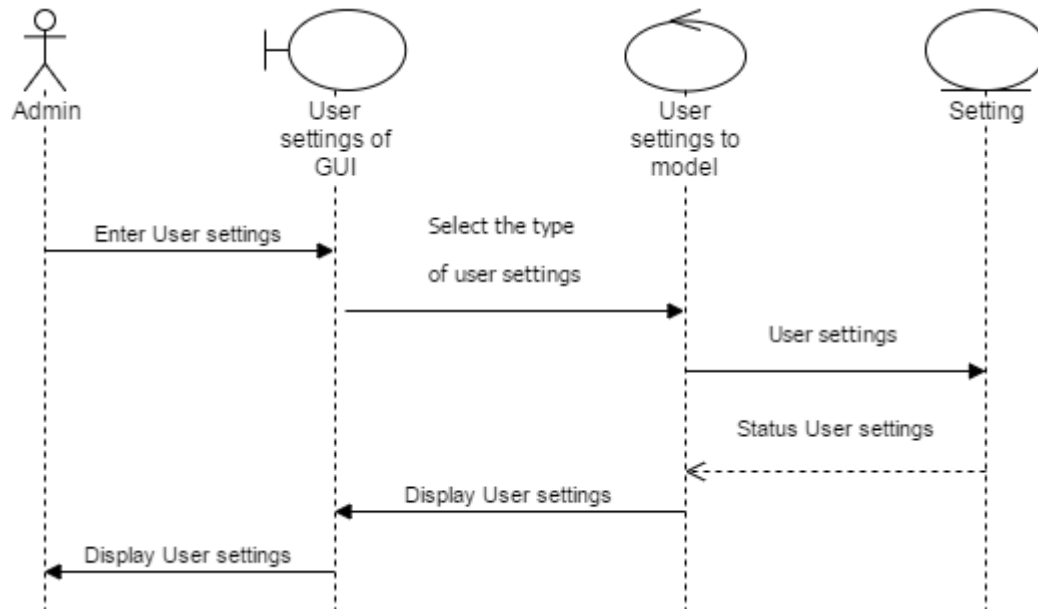 Admin
User
settings of
GUI
User
settings to
model
Setting
Enter User settings
Select the type
of user settings
User settings
Status User settings
Display User settings
Display User settings